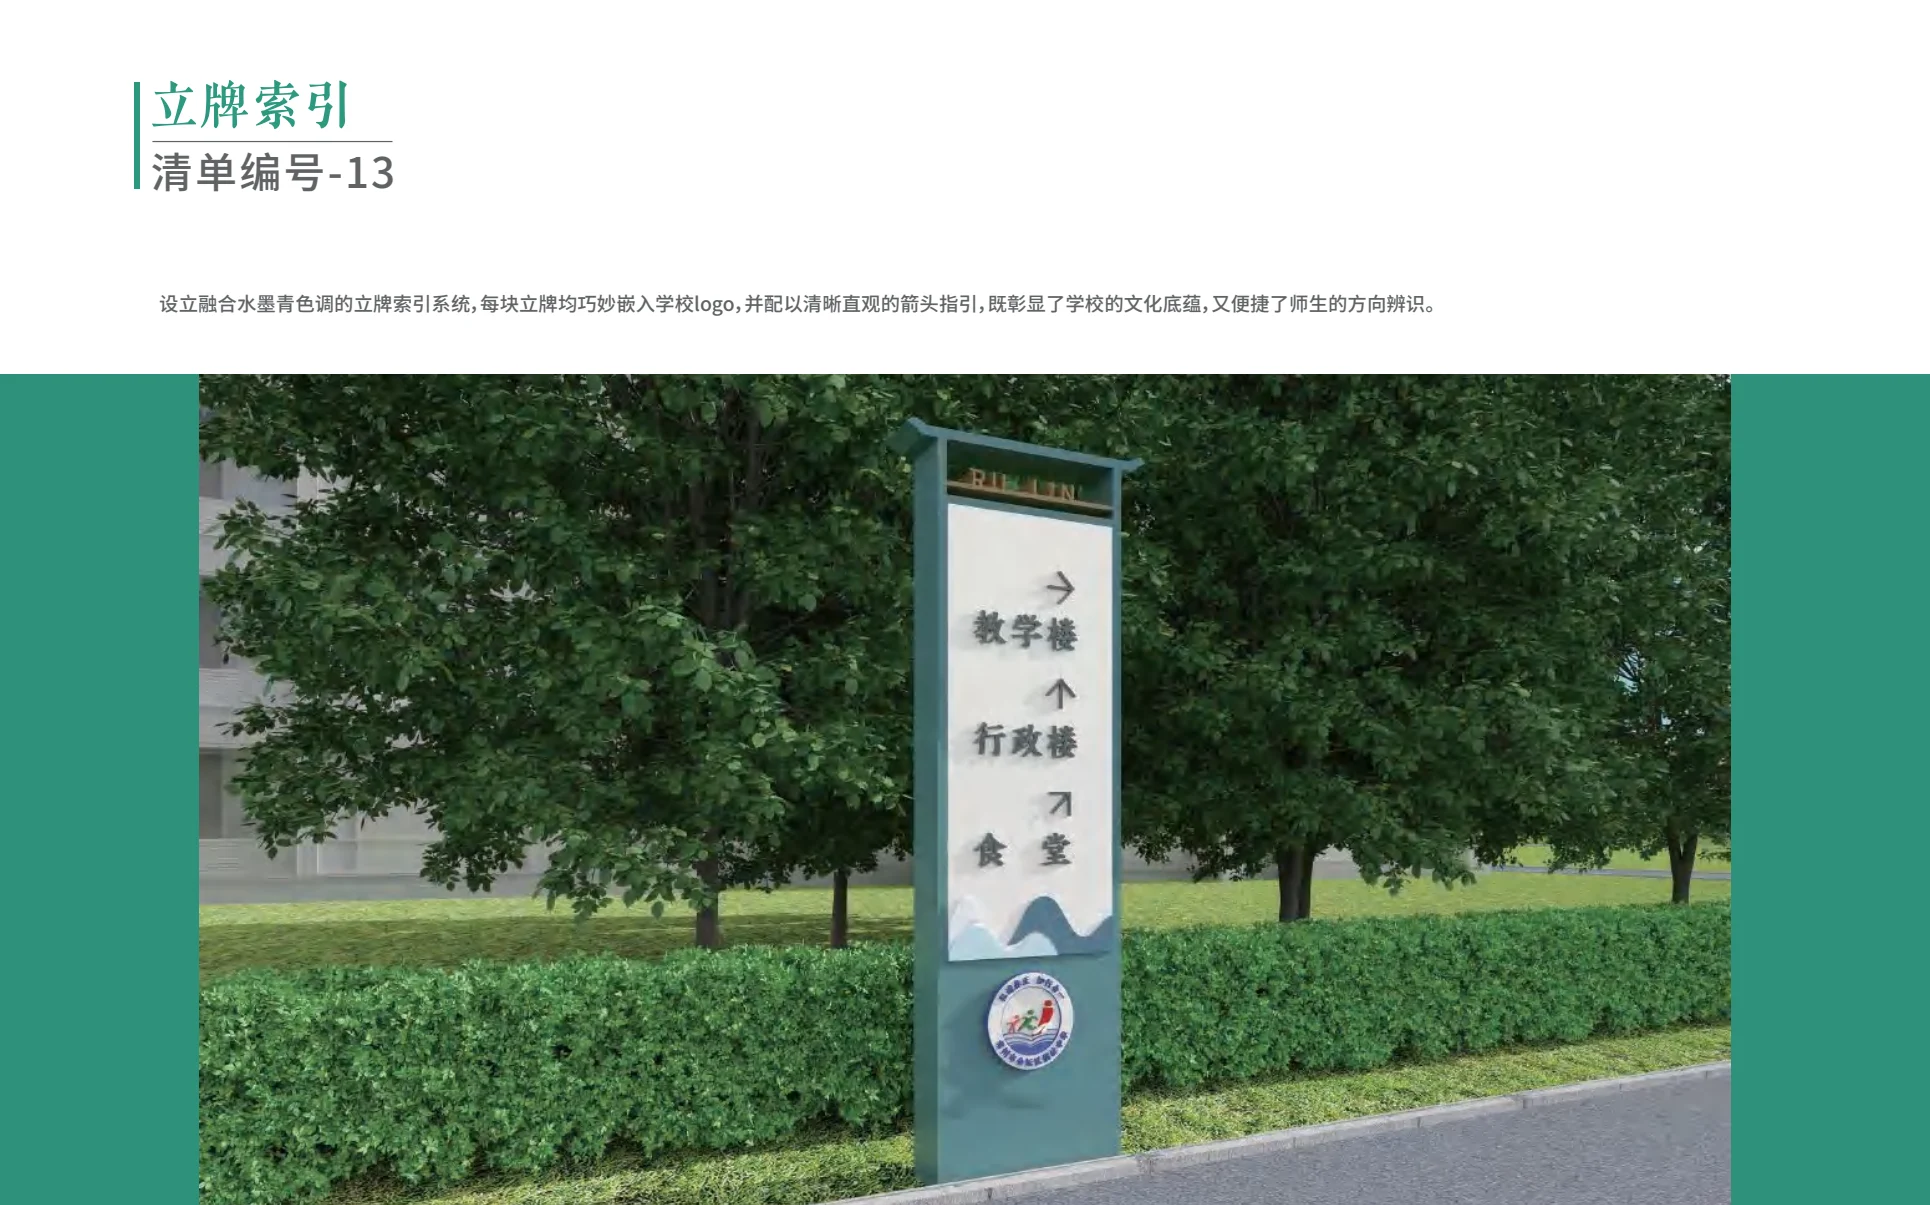 立牌索引
清单编号-13
设立融合水墨青色调的立牌索引系统,每块立牌均巧妙嵌入学校logo,并配以清晰直观的箭头指引,既彰显了学校的文化底蕴,又便捷了师生的方向辨识。
RU LIN
→
教学楼
↑
行政楼
↗
食 堂